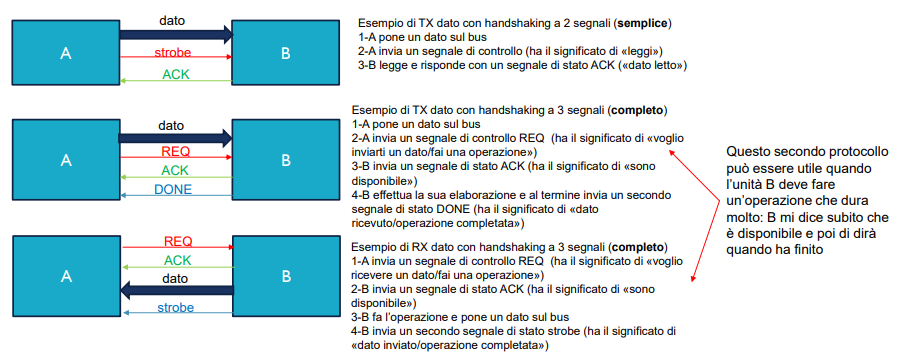 dato
A
strobe
B
ACK
Esempio di TX dato con handshaking a 2 segnali (semplice)
1-A pone un dato sul bus
2-A invia un segnale di controllo (ha il significato di «leggi»)
3-B legge e risponde con un segnale di stato ACK («dato letto»)
dato
A
REQ
B
ACK
DONE
Esempio di TX dato con handshaking a 3 segnali (completo)
1-A pone un dato sul bus
2-A invia un segnale di controllo REQ (ha il significato di «voglio
inviarti un dato/fai una operazione»)
3-B invia un segnale di stato ACK (ha il significato di «sono
disponibile»)
4-B effettua la sua elaborazione e al termine invia un secondo
segnale di stato DONE (ha il significato di «dato
ricevuto/operazione completata»)
REQ
ACK
A
dato
B
strobe
Esempio di RX dato con handshaking a 3 segnali (completo)
1-A invia un segnale di controllo REQ (ha il significato di «voglio
ricevere un dato/fai una operazione»)
2-B invia un segnale di stato ACK (ha il significato di «sono
disponibile»)
3-B fa l'operazione e pone un dato sul bus
4-B invia un secondo segnale di stato strobe (ha il significato di
«dato inviato/operazione completata»)
Questo secondo protocollo
può essere utile quando
l'unità B deve fare
un'operazione che dura
molto: B mi dice subito che
è disponibile e poi di dirà
quando ha finito